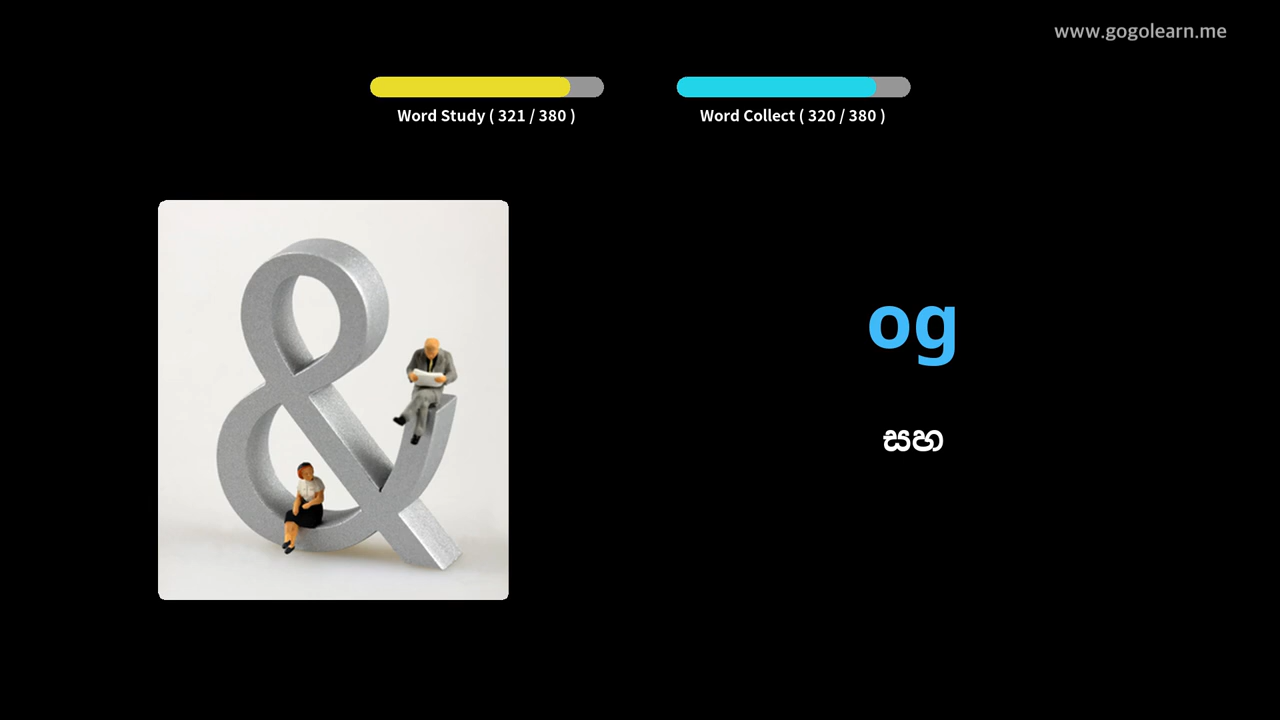 www.gogolearn.me
Word Study ( 321 / 380 )
Word Collect ( 320 / 380 )
&
og
සහ